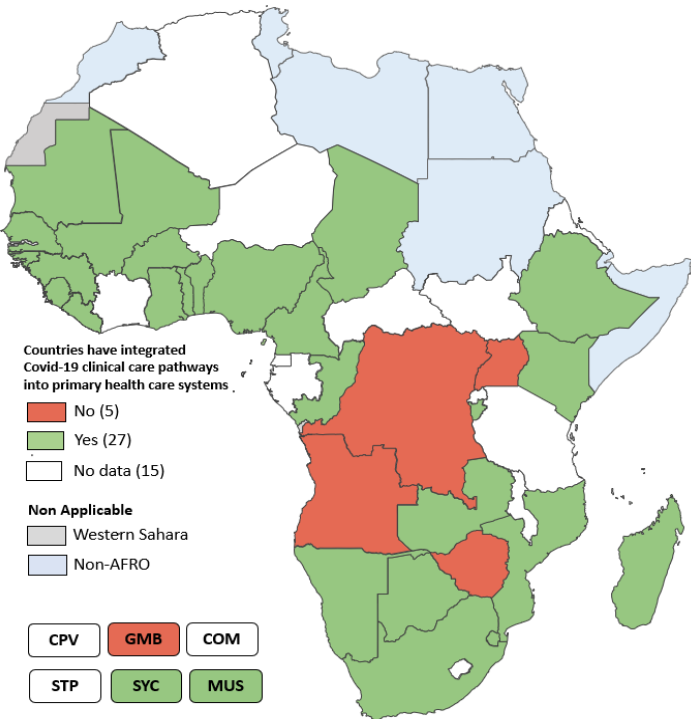 Countries have integrated
Covid-19 clinical care pathways
into primary health care systems
No (5)
Yes (27)
No data (15)
Non Applicable
Western Sahara
Non-AFRO
CPV GMB COM
STP SYC MUS